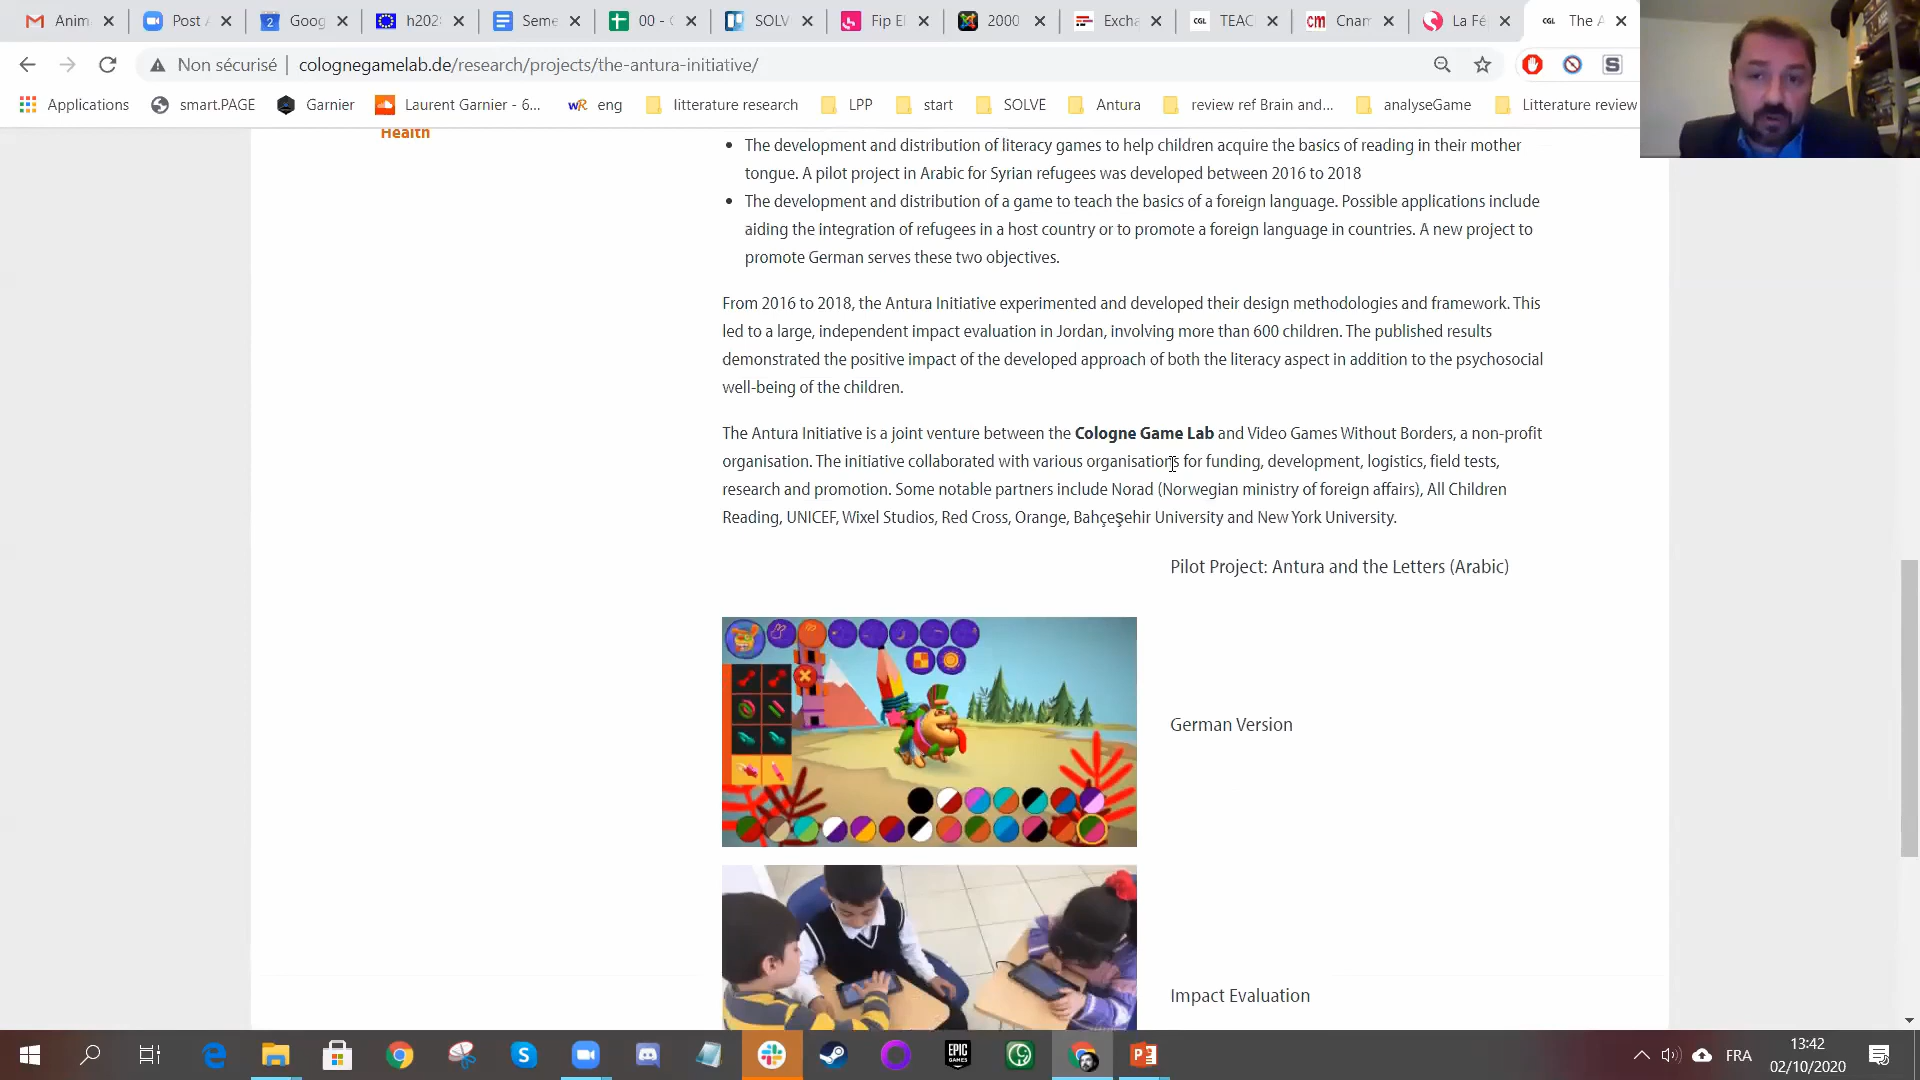 Anim
Post A
2 Goog
h202
Seme
00 - C
SOLV
Fip El
2000
Excha
CGL TEAC
cm Cnam
La Fé
CGL The A
Non sécurisé colognegamelab.de/research/projects/the-antura-initiative/
Applications smart.PAGE Garnier Laurent Garnier - 6... wR eng litterature research LPP start SOLVE Antura review ref Brain and... analyseGame Litterature review
Health
• The development and distribution of literacy games to help children acquire the basics of reading in their mother
tongue. A pilot project in Arabic for Syrian refugees was developed between 2016 to 2018
• The development and distribution of a game to teach the basics of a foreign language. Possible applications include
aiding the integration of refugees in a host country or to promote a foreign language in countries. A new project to
promote German serves these two objectives.
From 2016 to 2018, the Antura Initiative experimented and developed their design methodologies and framework. This
led to a large, independent impact evaluation in Jordan, involving more than 600 children. The published results
demonstrated the positive impact of the developed approach of both the literacy aspect in addition to the psychosocial
well-being of the children.
The Antura Initiative is a joint venture between the Cologne Game Lab and Video Games Without Borders, a non-profit
organisation. The initiative collaborated with various organisations for funding, development, logistics, field tests,
research and promotion. Some notable partners include Norad (Norwegian ministry of foreign affairs), All Children
Reading, UNICEF, Wixel Studios, Red Cross, Orange, Bahçeşehir University and New York University.
Pilot Project: Antura and the Letters (Arabic)
German Version
Impact Evaluation
EPIC GAMES
FRA
13:42
02/10/2020